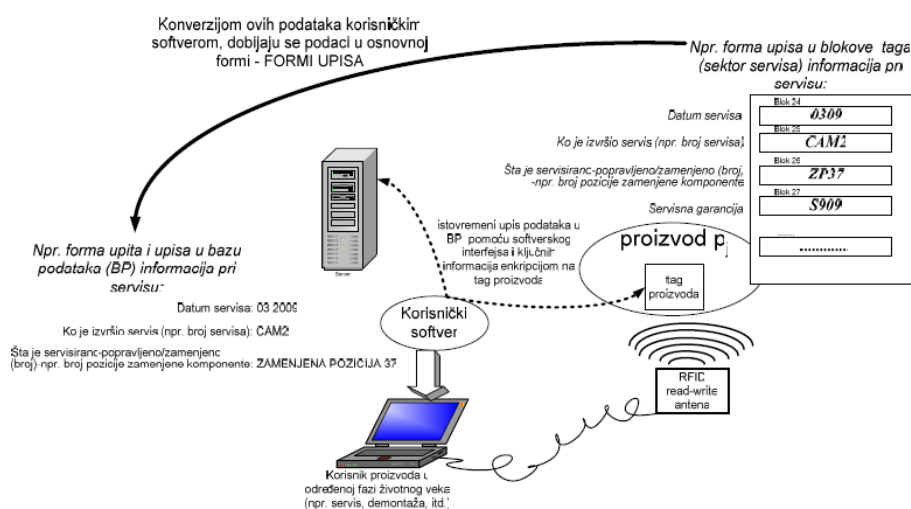 Konverzijom ovih podataka korisničkim
softverom, dobijaju se podaci u osnovnoj
formi - FORMI UPISA
Npr. forma upisa u blokove taga
(sektor servisa) informacija pri
servisu:
Blok 24
Datum servisa
0309
Blok 25
Ko je izvršio servis (npr. broj servisa)
CAM2
Blok 26
Šta je servisirano-popravljeno/zamenjeno (broj,
-npr. broj pozicije zamenjene komponente
ZP37
Blok 27
Servisna garancija
S909
........
.............
Server
istovremeni upis podataka u
BP pomoću softverskog
interfejsa i ključnih
informacija enkripcijom na
tag proizvoda
proizvod p
tag
proizvoda
Npr. forma upita i upisa u bazu
podataka (BP) informacija pri
servisu:
Datum servisa: 03 2009
Ko je izvršio servis (npr. broj servisa): CAM2
Šta je servisirano-popravljeno/zamenjeno
(broj)-npr. broj pozicije zamenjene komponente: ZAMENJENA POZICIJA 37
Korisnički
softver
RFID
read-write
antena
Korisnik proizvoda u
određenoj fazi životnog veka
(npr. servis, demontaža, itd.)